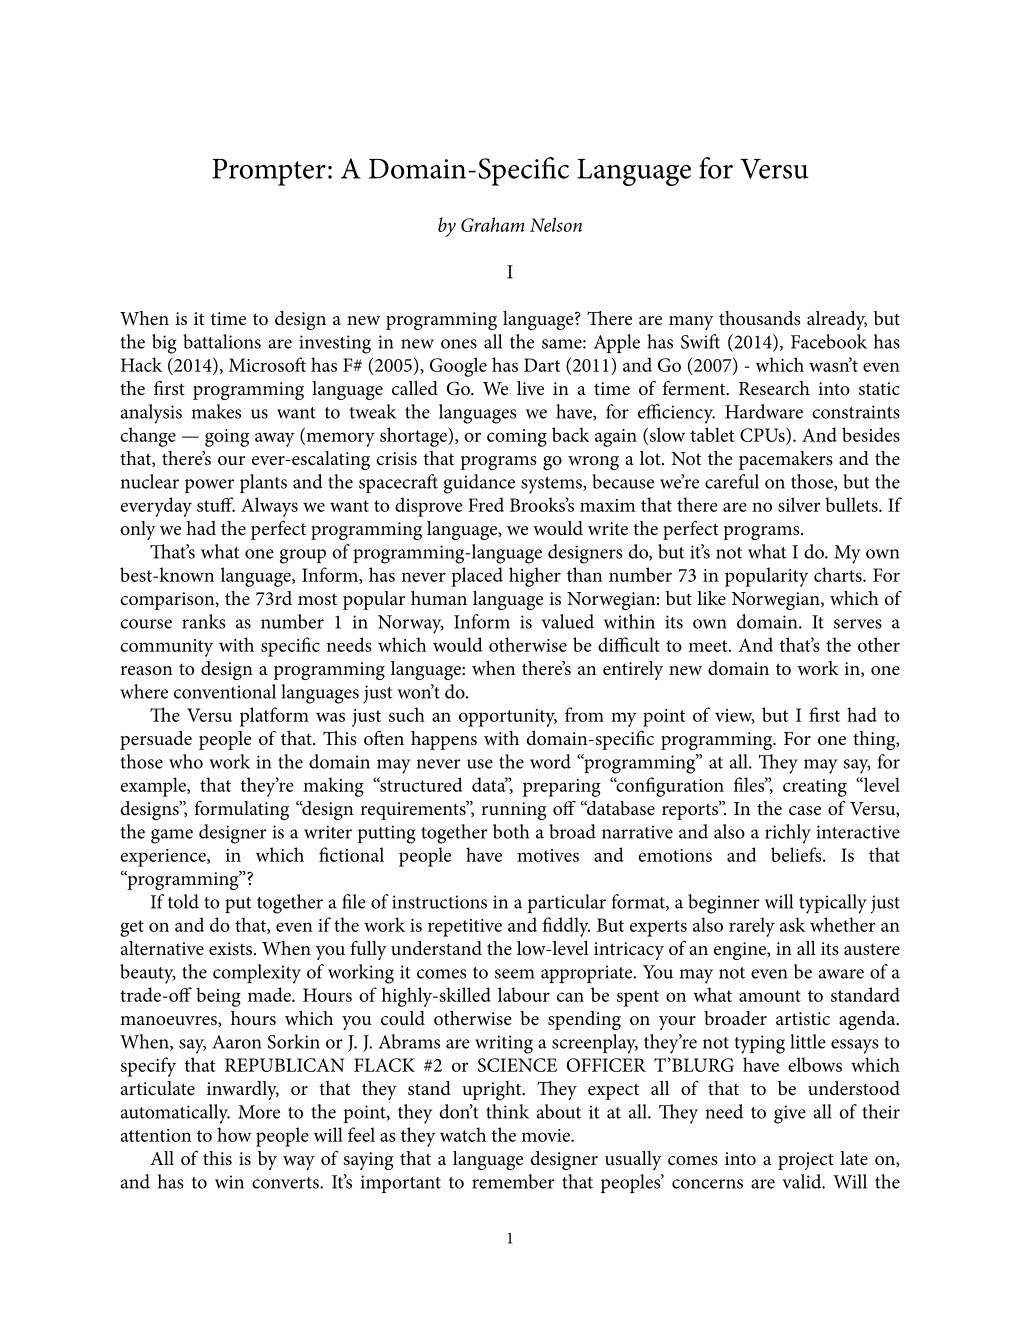 Prompter: A Domain-Specific Language for Versu
by Graham Nelson
I
When is it time to design a new programming language? There are many thousands already, but
the big battalions are investing in new ones all the same: Apple has Swift (2014), Facebook has
Hack (2014), Microsoft has F# (2005), Google has Dart (2011) and Go (2007) - which wasn’t even
the first programming language called Go. We live in a time of ferment. Research into static
analysis makes us want to tweak the languages we have, for efficiency. Hardware constraints
change — going away (memory shortage), or coming back again (slow tablet CPUs). And besides
that, there’s our ever-escalating crisis that programs go wrong a lot. Not the pacemakers and the
nuclear power plants and the spacecraft guidance systems, because we’re careful on those, but the
everyday stuff. Always we want to disprove Fred Brooks’s maxim that there are no silver bullets. If
only we had the perfect programming language, we would write the perfect programs.
That’s what one group of programming-language designers do, but it’s not what I do. My own
best-known language, Inform, has never placed higher than number 73 in popularity charts. For
comparison, the 73rd most popular human language is Norwegian: but like Norwegian, which of
course ranks as number 1 in Norway, Inform is valued within its own domain. It serves a
community with specific needs which would otherwise be difficult to meet. And that’s the other
reason to design a programming language: when there’s an entirely new domain to work in, one
where conventional languages just won’t do.
The Versu platform was just such an opportunity, from my point of view, but I first had to
persuade people of that. This often happens with domain-specific programming. For one thing,
those who work in the domain may never use the word “programming” at all. They may say, for
example, that they’re making “structured data”, preparing “configuration files”, creating “level
designs”, formulating “design requirements”, running off “database reports”. In the case of Versu,
the game designer is a writer putting together both a broad narrative and also a richly interactive
experience, in which fictional people have motives and emotions and beliefs. Is that
“programming”?
If told to put together a file of instructions in a particular format, a beginner will typically just
get on and do that, even if the work is repetitive and fiddly. But experts also rarely ask whether an
alternative exists. When you fully understand the low-level intricacy of an engine, in all its austere
beauty, the complexity of working it comes to seem appropriate. You may not even be aware of a
trade-off being made. Hours of highly-skilled labour can be spent on what amount to standard
manoeuvres, hours which you could otherwise be spending on your broader artistic agenda.
When, say, Aaron Sorkin or J. J. Abrams are writing a screenplay, they’re not typing little essays to
specify that REPUBLICAN FLACK #2 or SCIENCE OFFICER T’BLURG have elbows which
articulate inwardly, or that they stand upright. They expect all of that to be understood
automatically. More to the point, they don’t think about it at all. They need to give all of their
attention to how people will feel as they watch the movie.
All of this is by way of saying that a language designer usually comes into a project late on,
and has to win converts. It’s important to remember that peoples’ concerns are valid. Will the
1